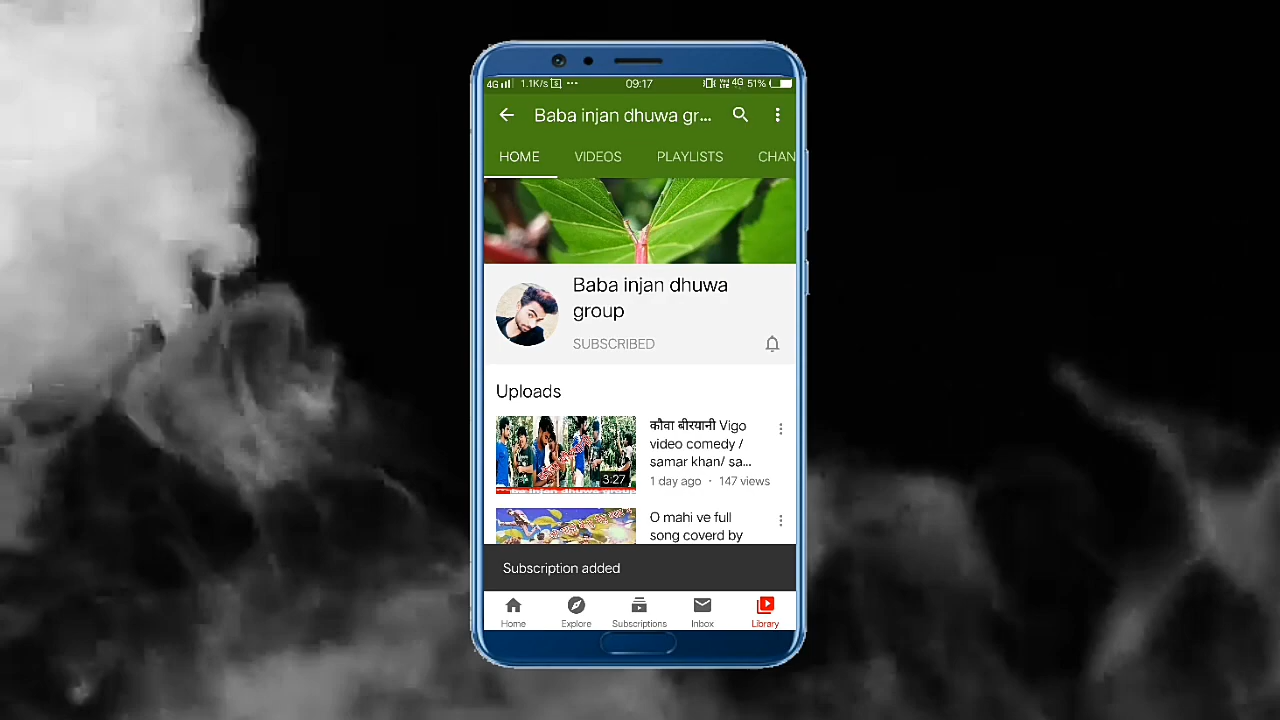 4G 1.1K/s 09:17 4G 51%
Baba injan dhuwa gr...
HOME VIDEOS PLAYLISTS CHAN
Baba injan dhuwa
group
SUBSCRIBED
Uploads
कौवा बीरयानी Vigo
video comedy /
samar khan/ sa...
1 day ago · 147 views
3:27
O mahi ve full
song coverd by
Subscription added
Home Explore Subscriptions Inbox Library